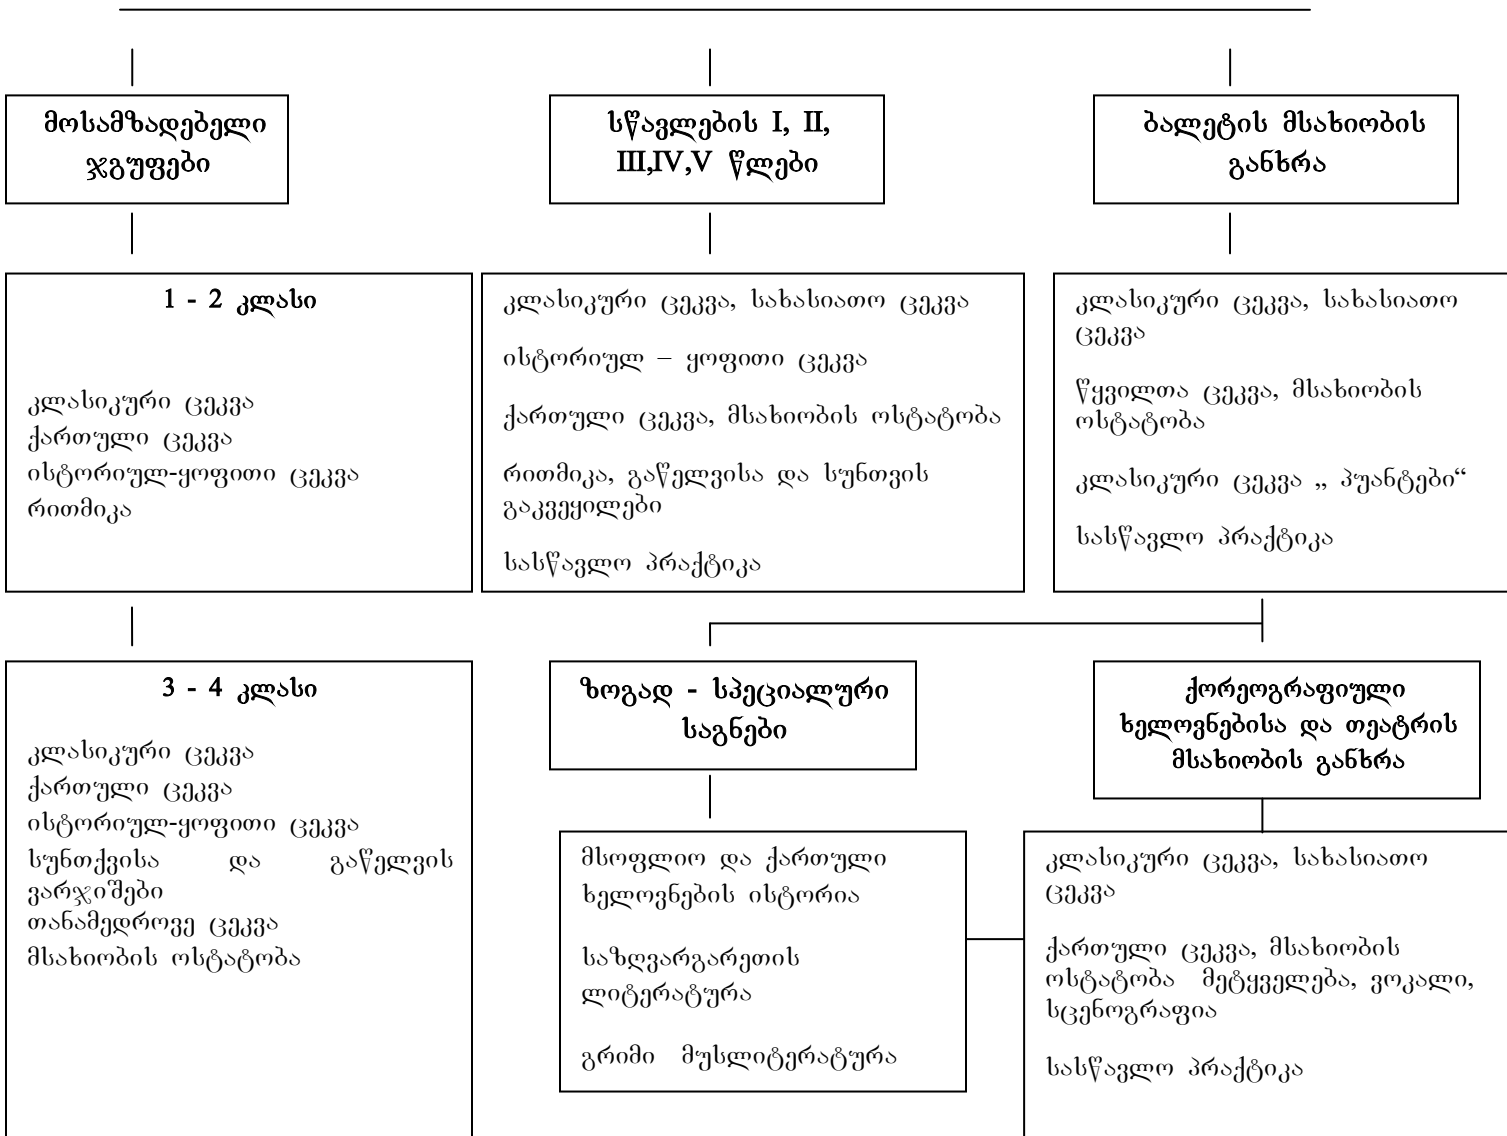 მოსამზადებელი
ჯგუფები
სწავლების I, II,
III,IV,V წლები
ბალეტის მსახიობის
განხრა
1 - 2 კლასი
კლასიკური ცეკვა
ქართული ცეკვა
ისტორიულ-ყოფითი ცეკვა
რითმიკა
კლასიკური ცეკვა, სახასიათო ცეკვა
ისტორიულ – ყოფითი ცეკვა
ქართული ცეკვა, მსახიობის ოსტატობა
რითმიკა, გაწელვისა და სუნთვის
გაკვეყილები
სასწავლო პრაქტიკა
კლასიკური ცეკვა, სახასიათო
ცეკვა
წყვილთა ცეკვა, მსახიობის
ოსტატობა
კლასიკური ცეკვა „ პუანტები“
სასწავლო პრაქტიკა
3 - 4 კლასი
კლასიკური ცეკვა
ქართული ცეკვა
ისტორიულ-ყოფითი ცეკვა
სუნთქვისა და გაწელვის
ვარჯიშები
თანამედროვე ცეკვა
მსახიობის ოსტატობა
ზოგად - სპეციალური
საგნები
მსოფლიო და ქართული
ხელოვნების ისტორია
საზღვარგარეთის
ლიტერატურა
გრიმი მუსლიტერატურა
ქორეოგრაფიული
ხელოვნებისა და თეატრის
მსახიობის განხრა
კლასიკური ცეკვა, სახასიათო
ცეკვა
ქართული ცეკვა, მსახიობის
ოსტატობა მეტყველება, ვოკალი,
სცენოგრაფია
სასწავლო პრაქტიკა